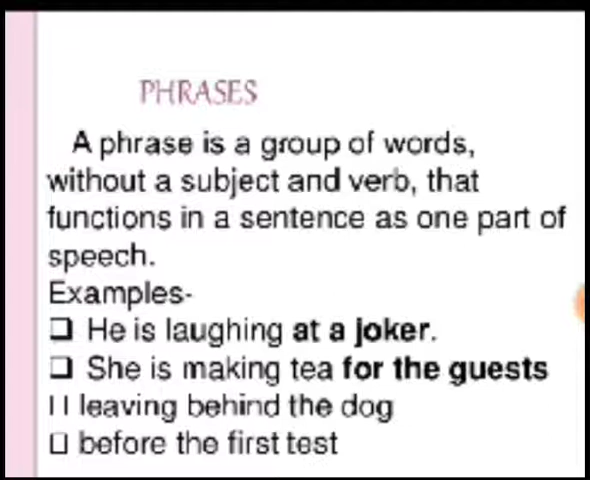 PHRASES
A phrase is a group of words,
without a subject and verb, that
functions in a sentence as one part of
speech.
Examples-
❑ He is laughing at a joker.
❑ She is making tea for the guests
❑ leaving behind the dog
❑ before the first test